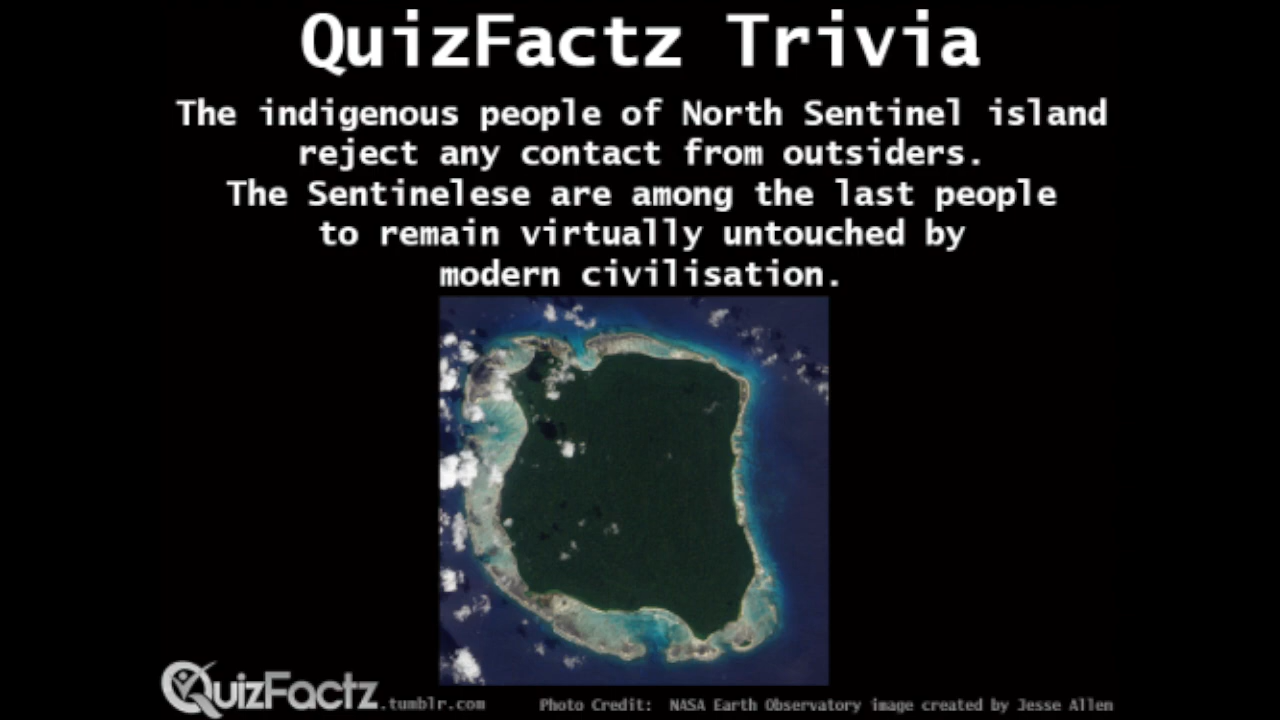 QuizFactz Trivia
The indigenous people of North Sentinel island
reject any contact from outsiders.
The Sentinelese are among the last people
to remain virtually untouched by
modern civilisation.
QuizFactz.tumblr.com
Photo Credit: NASA Earth Observatory image created by Jesse Allen